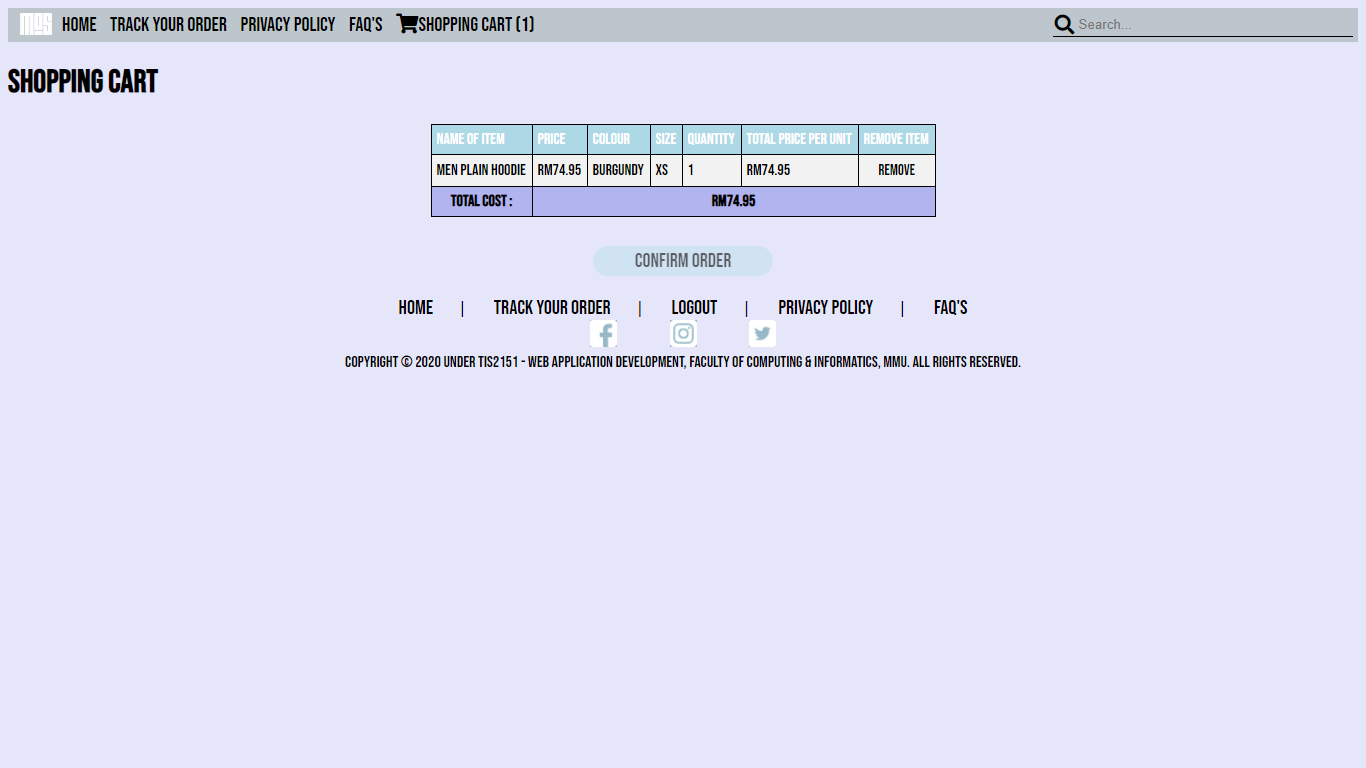 MAS HOME TRACK YOUR ORDER PRIVACY POLICY FAQ'S SHOPPING CART (1) Search...
SHOPPING CART
NAME OF ITEM PRICE COLOUR SIZE QUANTITY TOTAL PRICE PER UNIT REMOVE ITEM
MEN PLAIN HOODIE RM74.95 BURGUNDY XS 1 RM74.95 REMOVE
TOTAL COST : RM74.95
CONFIRM ORDER
HOME | TRACK YOUR ORDER | LOGOUT | PRIVACY POLICY | FAQ'S
COPYRIGHT © 2020 UNDER TIS2151 - WEB APPLICATION DEVELOPMENT, FACULTY OF COMPUTING & INFORMATICS, MMU. ALL RIGHTS RESERVED.